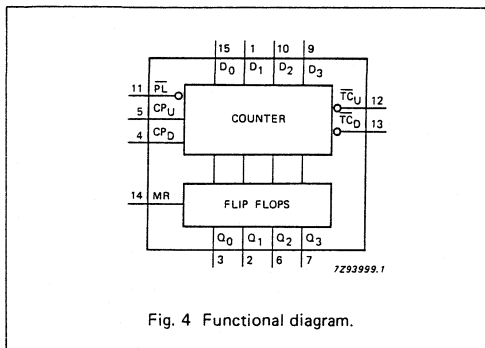 15 1 10 9
D0 D1 D2 D3
11 PL
TCU 12
5 CPU
COUNTER
TCD 13
4 CPD
14 MR
FLIP FLOPS
Q0 Q1 Q2 Q3
3 2 6 7
7Z93999.1
Fig. 4 Functional diagram.